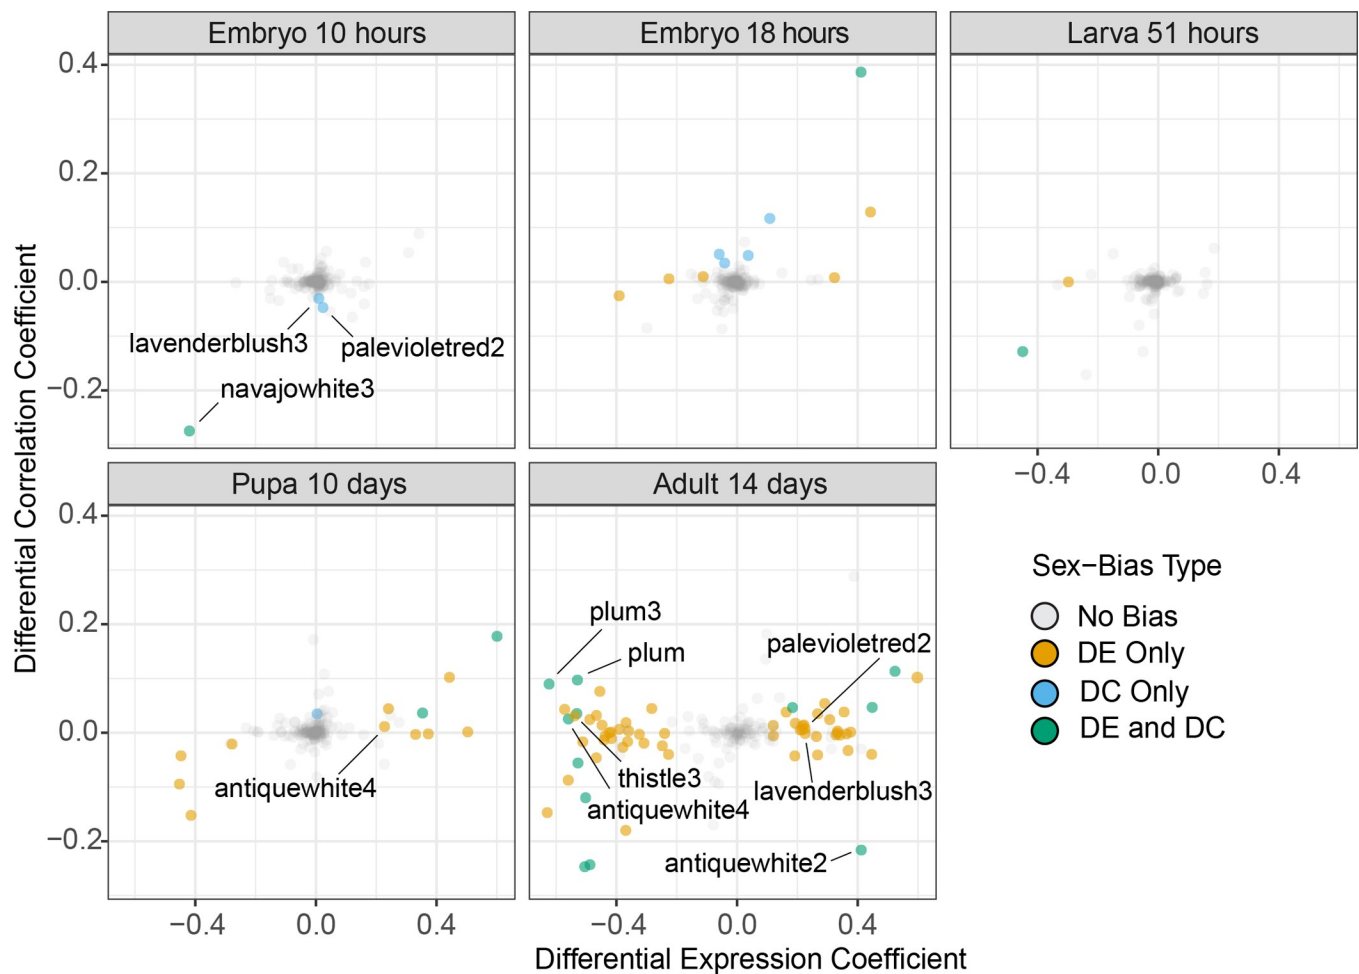 Embryo 10 hours
Embryo 18 hours
Larva 51 hours
0.4
0.2
0.0
−0.2
lavenderblush3
palevioletred2
navajowhite3
−0.4
0.0
0.4
Pupa 10 days
Adult 14 days
0.4
0.2
0.0
−0.2
antiquewhite4
plum3
plum
palevioletred2
thistle3
antiquewhite4
lavenderblush3
antiquewhite2
−0.4
0.0
0.4
−0.4
0.0
0.4
Differential Correlation Coefficient
Differential Expression Coefficient
Sex−Bias Type
No Bias
DE Only
DC Only
DE and DC